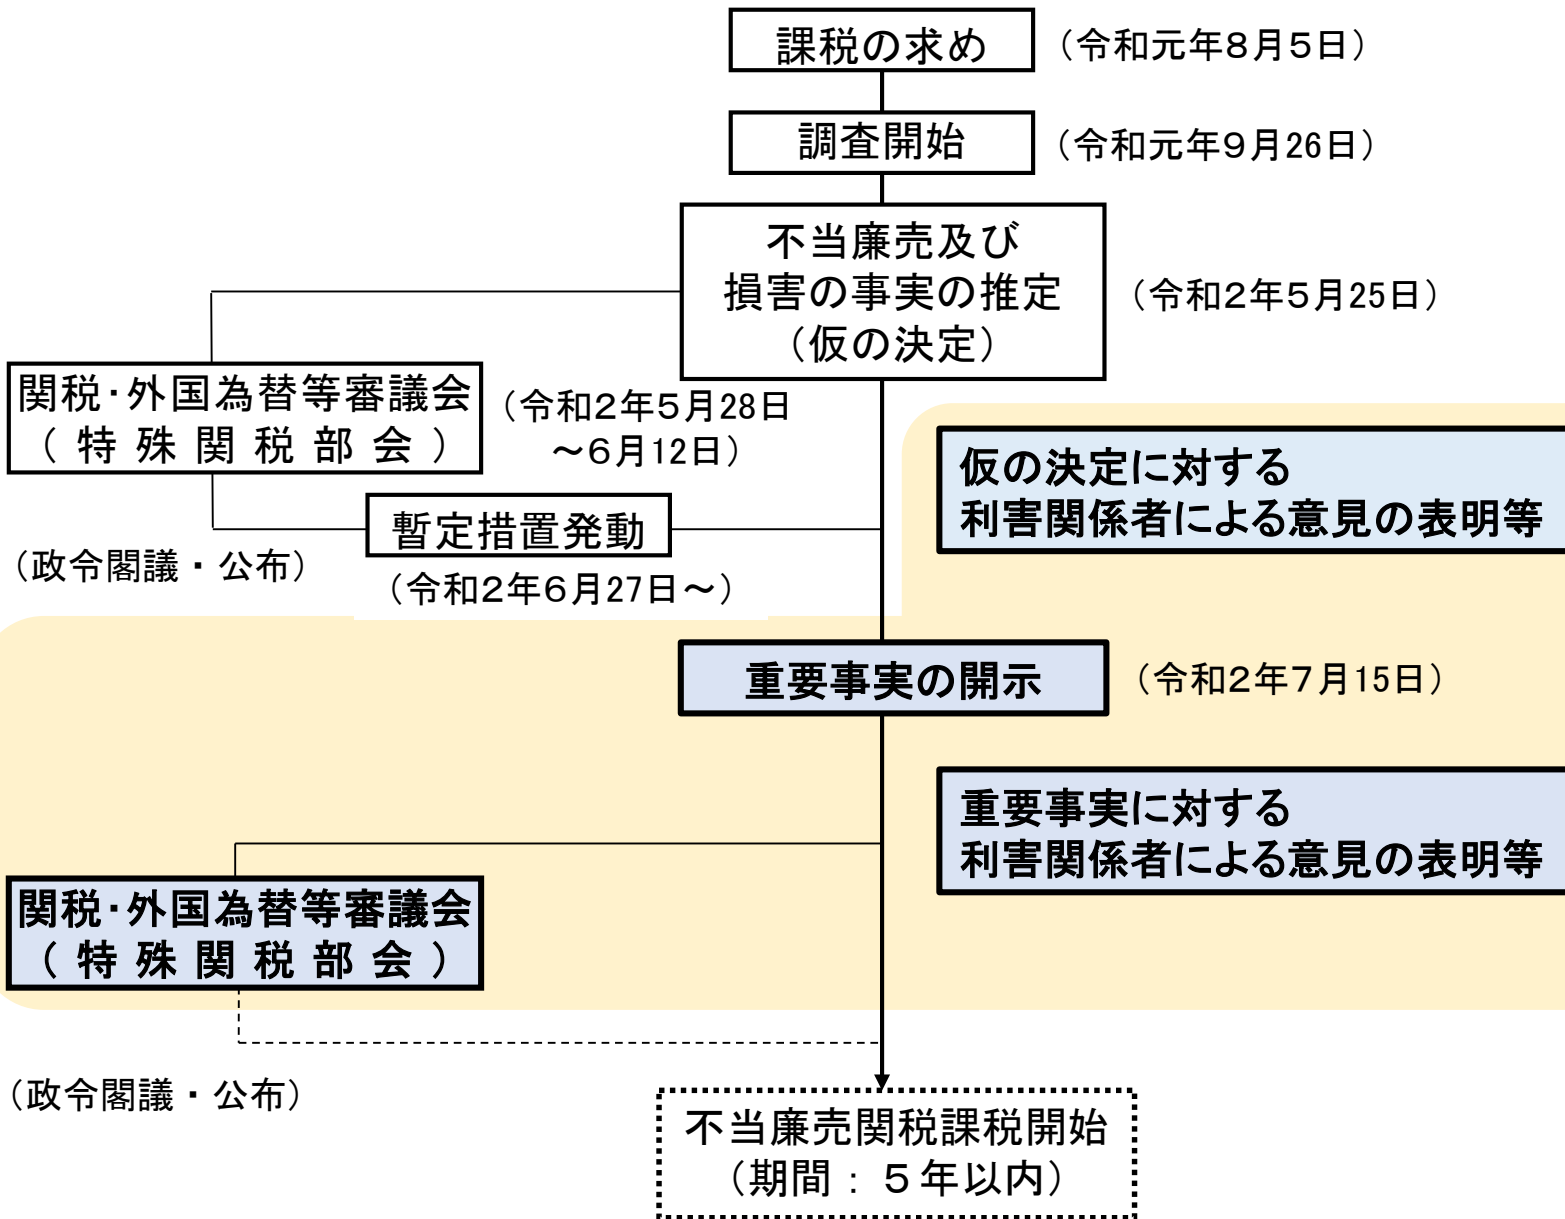 課税の求め
（令和元年８月５日）
調査開始
（令和元年９月26日）
不当廉売及び
損害の事実の推定
（仮の決定）
（令和２年５月25日）
関税・外国為替等審議会
（特殊関税部会）
（令和２年５月28日
～６月12日）
仮の決定に対する
利害関係者による意見の表明等
暫定措置発動
（政令閣議・公布）
（令和２年６月27日～）
重要事実の開示
（令和２年７月15日）
重要事実に対する
利害関係者による意見の表明等
関税・外国為替等審議会
（特殊関税部会）
（政令閣議・公布）
不当廉売関税課税開始
（期間：５年以内）